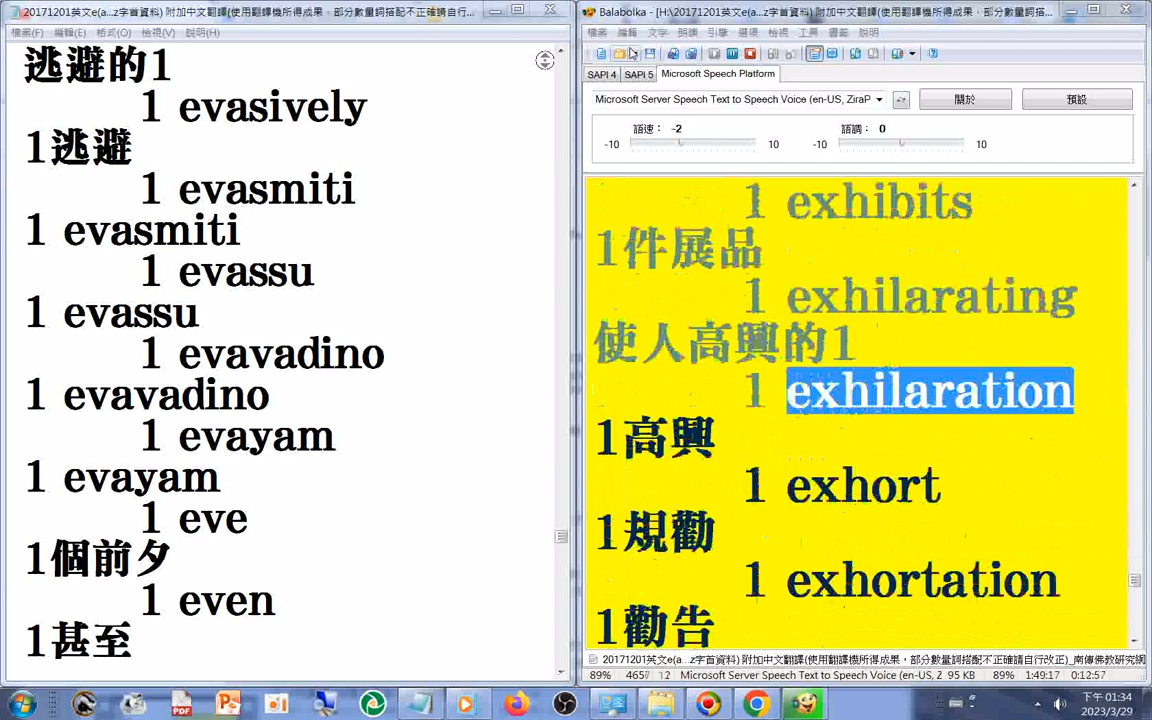 20171201英文e(a...z字首資料) 附加中文翻譯(使用翻譯機所得成果，部分數量詞搭配不正確請自行...
檔案(F) 編輯(E) 格式(O) 檢視(V) 說明(H)
逃避的1
1 evasively
1逃避
1 evasmiti
1 evasmiti
1 evassu
1 evassu
1 evavadino
1 evavadino
1 evayam
1 evayam
1 eve
1個前夕
1 even
1甚至
Balabolka - [H:\20171201英文e(a...z字首資料) 附加中文翻譯(使用翻譯機所得成果，部分數量詞搭配不正...
檔案 編輯 文字 朗讀 引擎 選項 檢視 工具 書籤 說明
SAPI 4 SAPI 5 Microsoft Speech Platform
Microsoft Server Speech Text to Speech Voice (en-US, ZiraP 關於 預設
語速： -2 語調： 0
-10 10 -10 10
1 exhibits
1件展品
1 exhilarating
使人高興的1
1 exhilaration
1高興
1 exhort
1規勸
1 exhortation
1勸告
20171201英文e(a...z字首資料) 附加中文翻譯(使用翻譯機所得成果，部分數量詞搭配不正確請自行改正)_南傳佛教研究網
89% Microsoft Server Speech Text to Speech Voice (en-US, Z 95 KB 89% 1:49:17 0:12:57
下午 01:34
2023/3/29